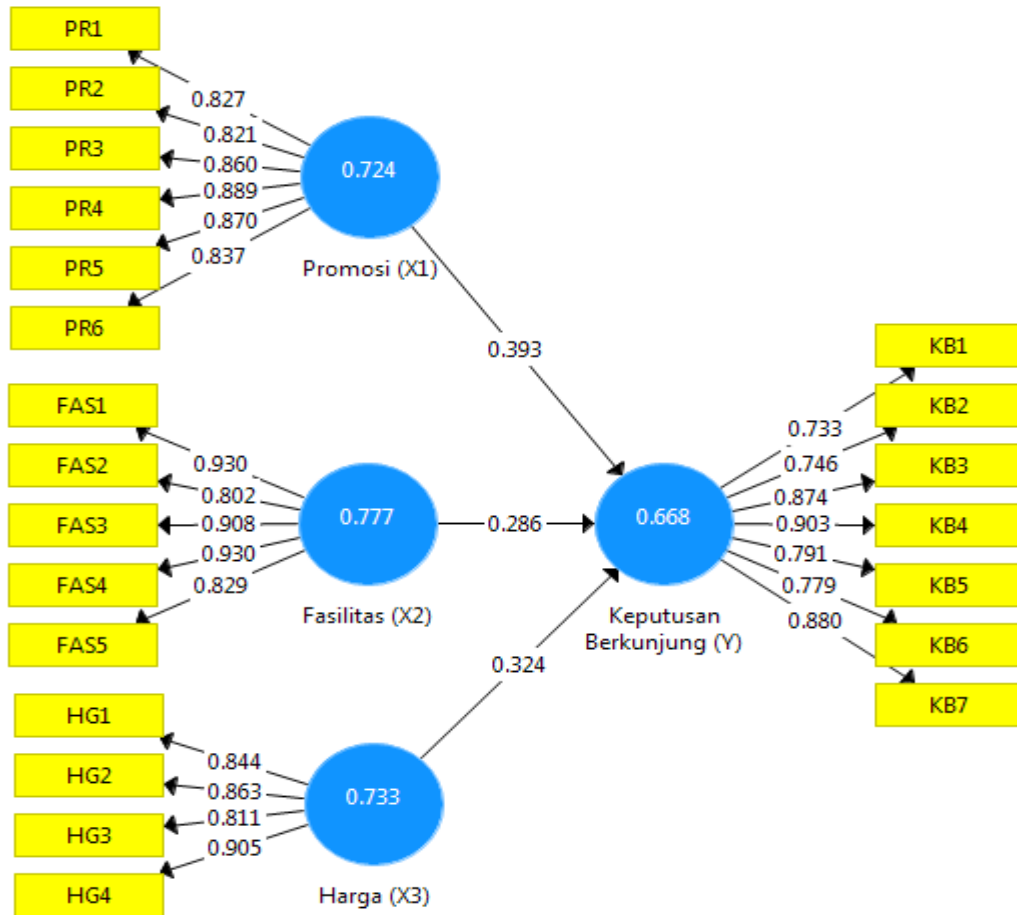 PR1
PR2
PR3
PR4
PR5
PR6
0.827
0.821
0.860
0.889
0.870
0.837
0.724
Promosi (X1)
0.393
FAS1
FAS2
FAS3
FAS4
FAS5
0.930
0.802
0.908
0.930
0.829
0.777
Fasilitas (X2)
0.286
HG1
HG2
HG3
HG4
0.844
0.863
0.811
0.905
0.733
Harga (X3)
0.324
0.668
Keputusan
Berkunjung (Y)
0.733
0.746
0.874
0.903
0.791
0.779
0.880
KB1
KB2
KB3
KB4
KB5
KB6
KB7